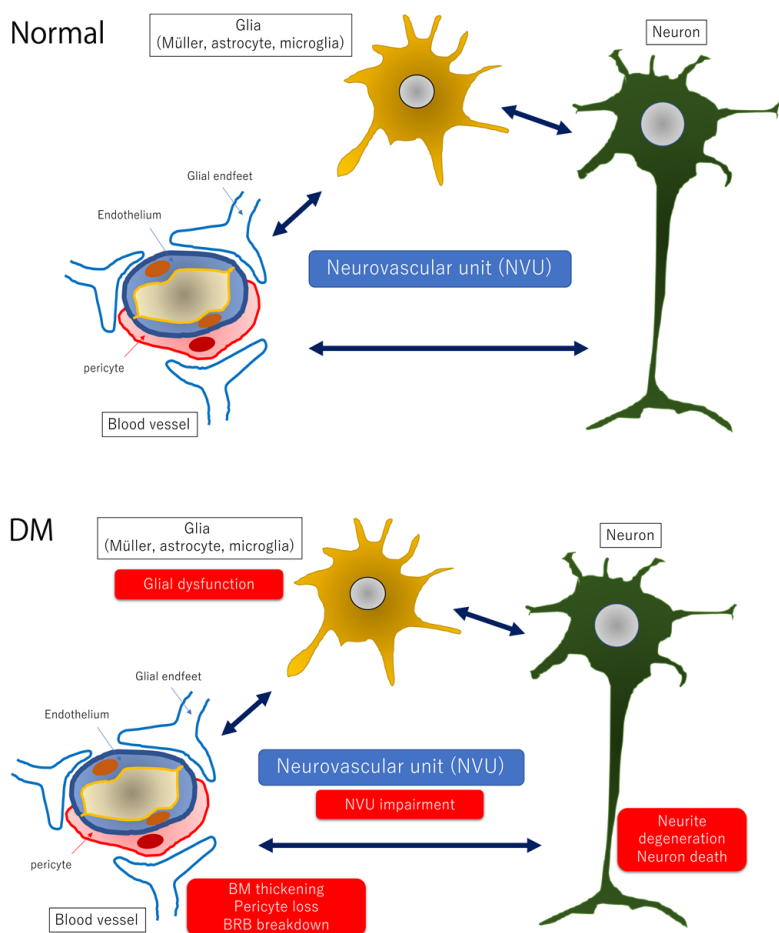 Normal
Glia
(Müller, astrocyte, microglia)
Neuron
Glial endfeet
Endothelium
Neurovascular unit (NVU)
pericyte
Blood vessel
DM
Glia
(Müller, astrocyte, microglia)
Neuron
Glial dysfunction
Glial endfeet
Endothelium
Neurovascular unit (NVU)
NVU impairment
Neurite
degeneration
Neuron death
pericyte
BM thickening
Pericyte loss
BRB breakdown
Blood vessel